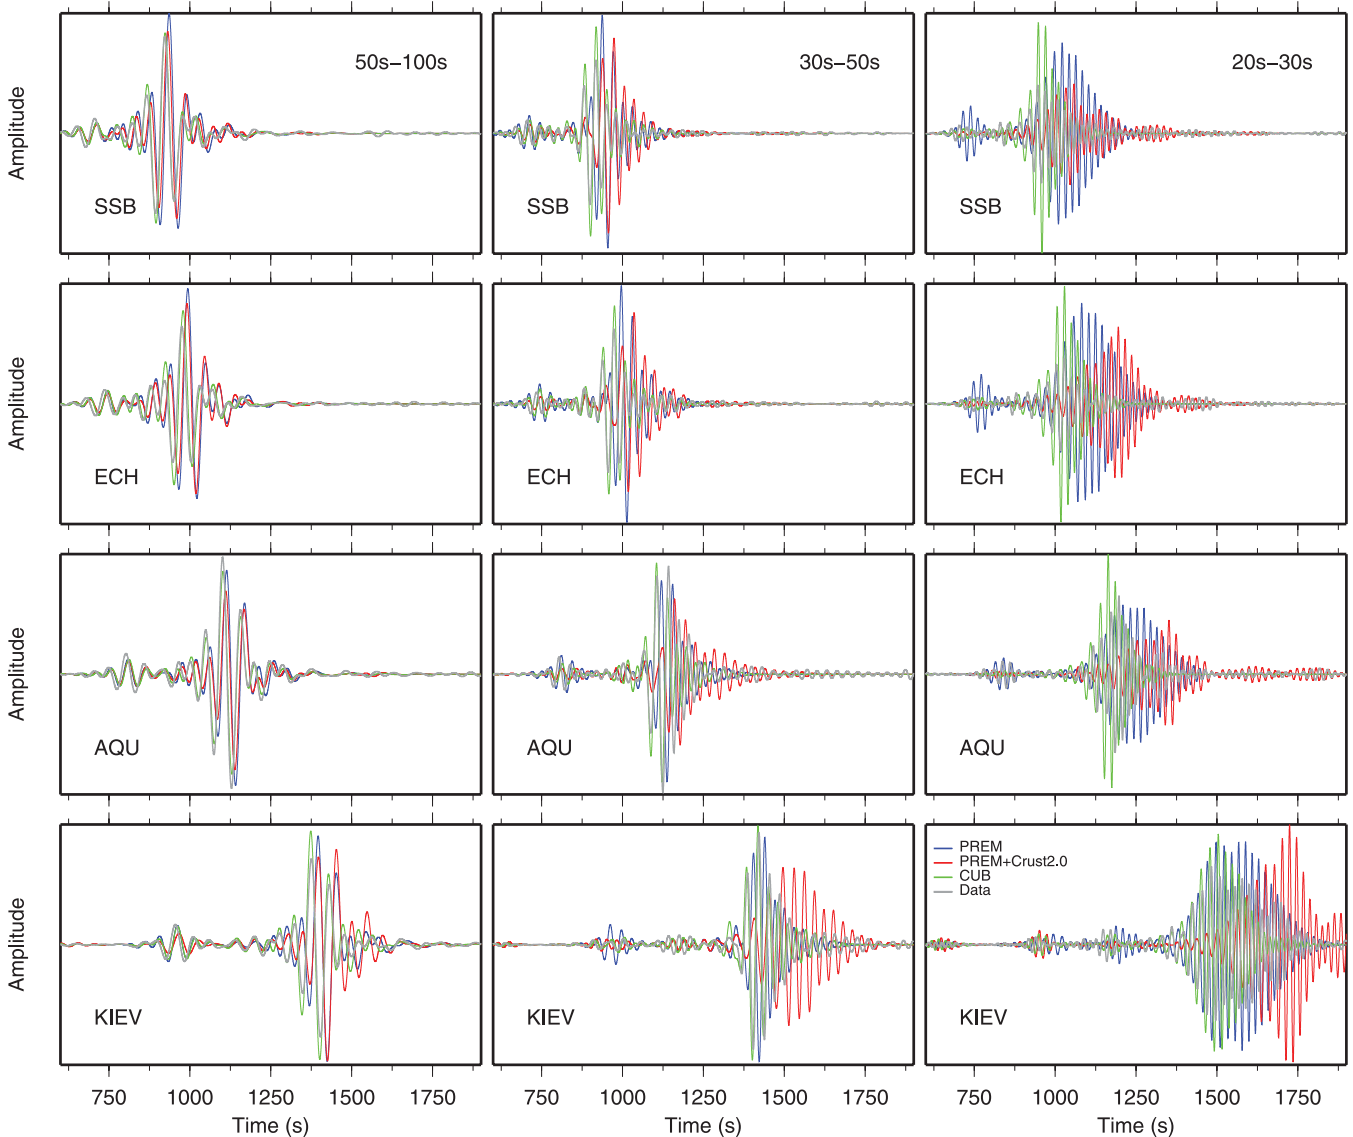 50s−100s
30s−50s
20s−30s
Amplitude
SSB
SSB
SSB
Amplitude
ECH
ECH
ECH
Amplitude
AQU
AQU
AQU
PREM
PREM+Crust2.0
CUB
Data
Amplitude
KIEV
KIEV
KIEV
750 1000 1250 1500 1750
750 1000 1250 1500 1750
750 1000 1250 1500 1750
Time (s)
Time (s)
Time (s)